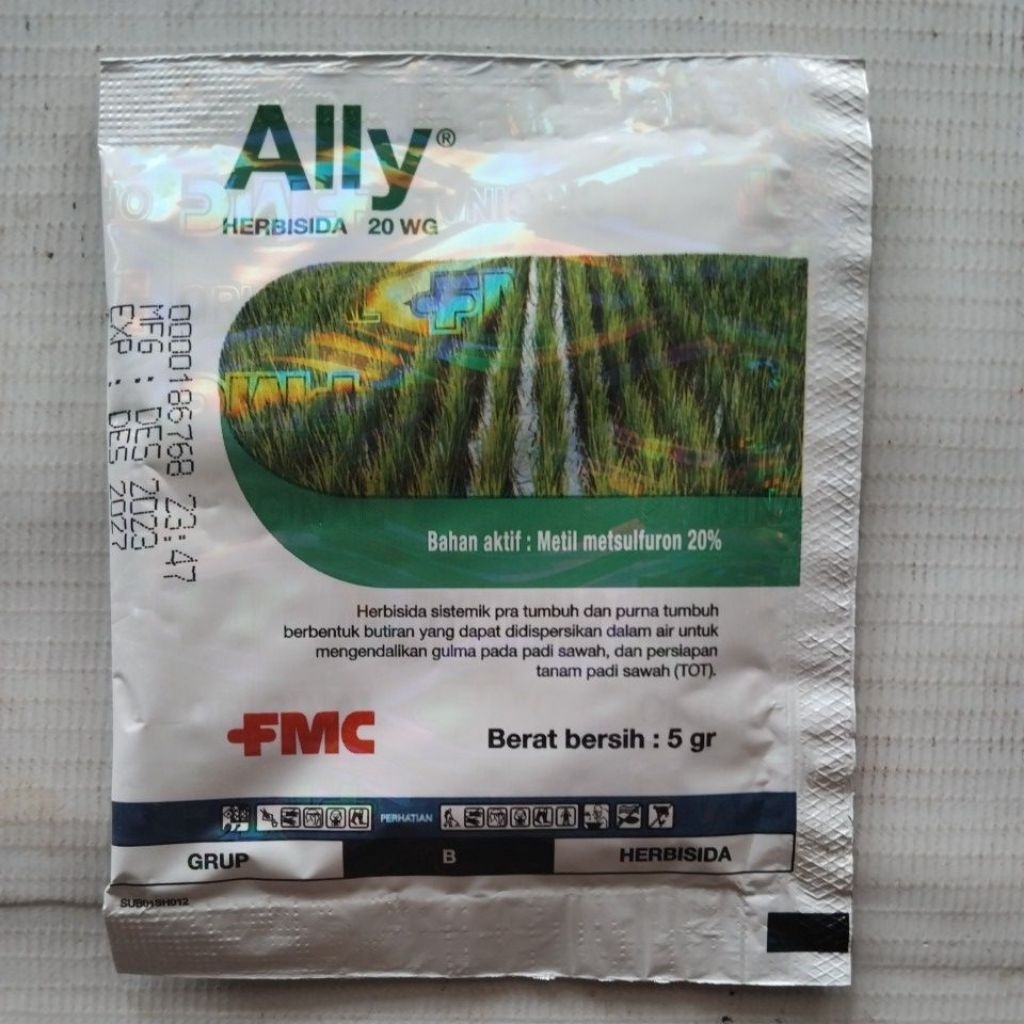 Ally®
HERBISIDA 20 WG
0000186768 23:47
MFG : DES 2023
EXP : DES 2027
Bahan aktif : Metil metsulfuron 20%
Herbisida sistemik pra tumbuh dan purna tumbuh
berbentuk butiran yang dapat didispersikan dalam air untuk
mengendalikan gulma pada padi sawah, dan persiapan
tanam padi sawah (TOT).
FMC
Berat bersih : 5 gr
PERHATIAN
GRUP B HERBISIDA